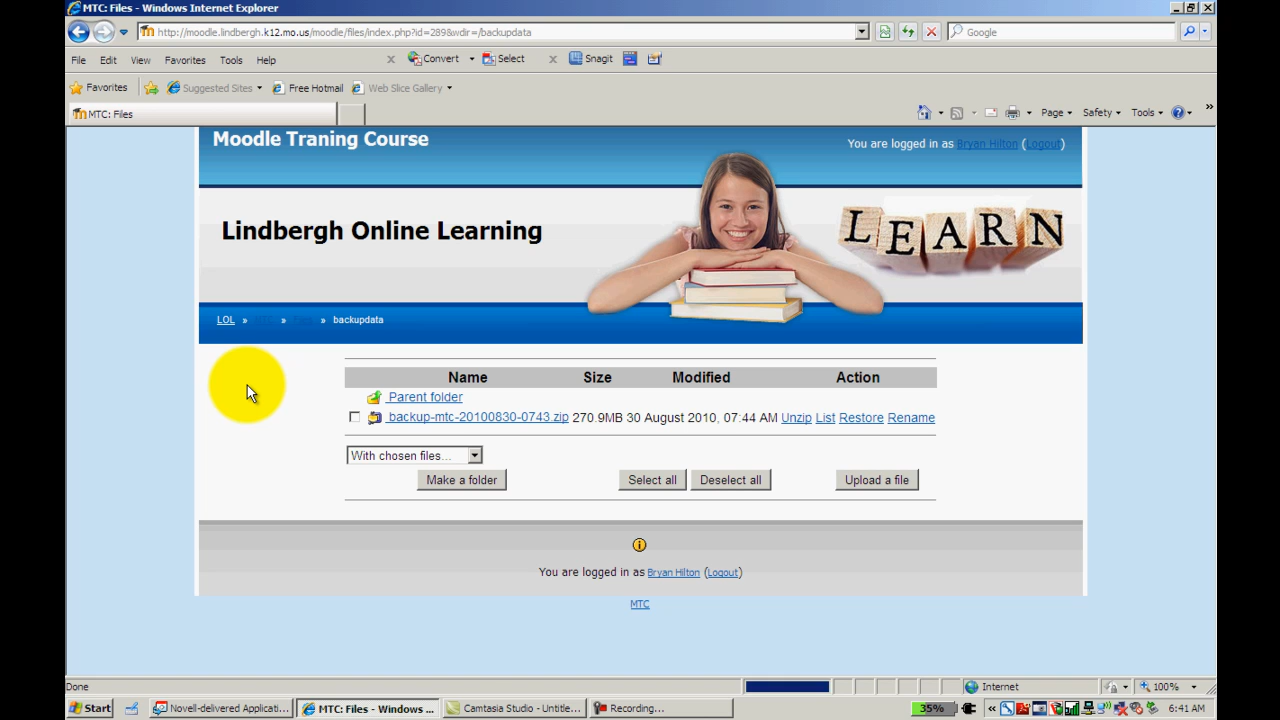 MTC: Files - Windows Internet Explorer
http://moodle.lindbergh.k12.mo.us/moodle/files/index.php?id=289&wdir=/backupdata
Google
File Edit View Favorites Tools Help
x Convert Select x Snagit
Favorites Suggested Sites Free Hotmail Web Slice Gallery
MTC: Files
Page Safety Tools »
Moodle Traning Course
You are logged in as Bryan Hilton (Logout)
Lindbergh Online Learning
LEARN
LOL » MTC » Files » backupdata
Name Size Modified Action
Parent folder
backup-mtc-20100830-0743.zip 270.9MB 30 August 2010, 07:44 AM Unzip List Restore Rename
With chosen files...
Make a folder Select all Deselect all Upload a file
You are logged in as Bryan Hilton (Logout)
MTC
Done Internet 100%
Start Novell-delivered Applicati... MTC: Files - Windows ... Camtasia Studio - Untitle... Recording... 35% « 6:41 AM